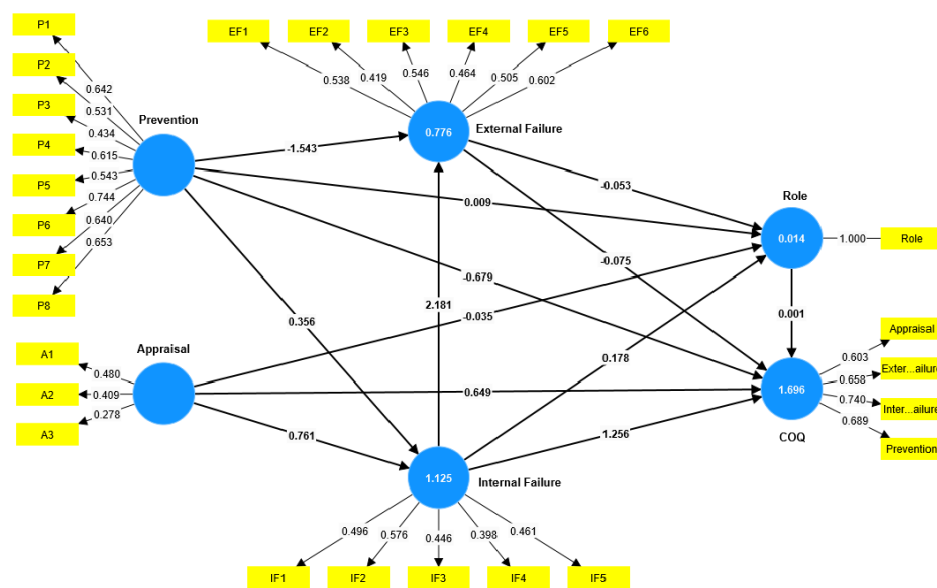 P1
P2
P3
P4
P5
P6
P7
P8
0.642
0.531
0.434
0.615
0.543
0.744
0.640
0.653
Prevention
EF1
EF2
EF3
EF4
EF5
EF6
0.538
0.419
0.546
0.464
0.505
0.602
0.776
External Failure
-1.543
0.009
-0.053
-0.075
-0.679
2.181
-0.035
0.356
0.178
0.001
Role
0.014
1.000
Role
Appraisal
A1
A2
A3
0.480
0.409
0.278
0.649
0.761
1.256
1.696
COQ
0.603
0.658
0.740
0.689
Appraisal
Exter...ailure
Inter...ailure
Prevention
1.125
Internal Failure
0.496
0.576
0.446
0.398
0.461
IF1
IF2
IF3
IF4
IF5